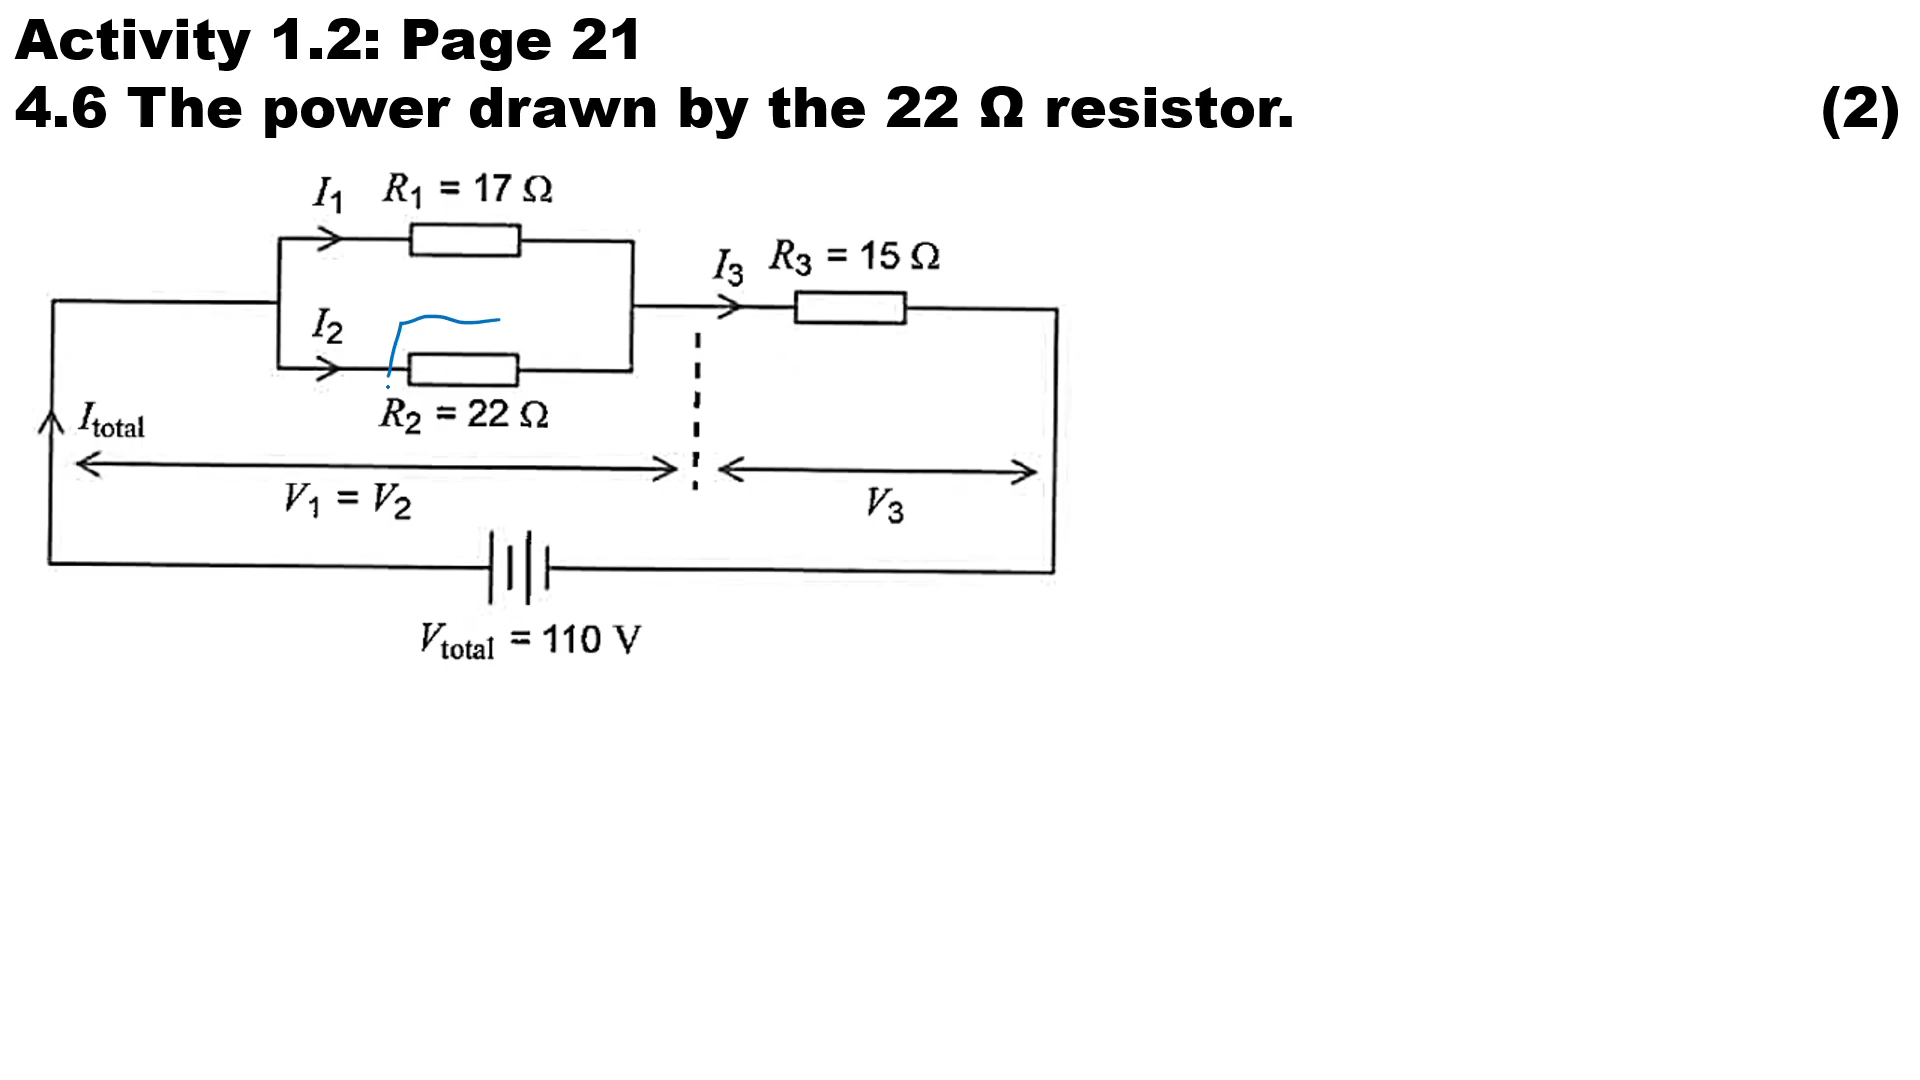 Activity 1.2: Page 21
4.6 The power drawn by the 22 Ω resistor. (2)
I₁ R₁ = 17 Ω
I₃ R₃ = 15 Ω
I₂
R₂ = 22 Ω
Itotal
V₁ = V₂
V₃
Vtotal = 110 V